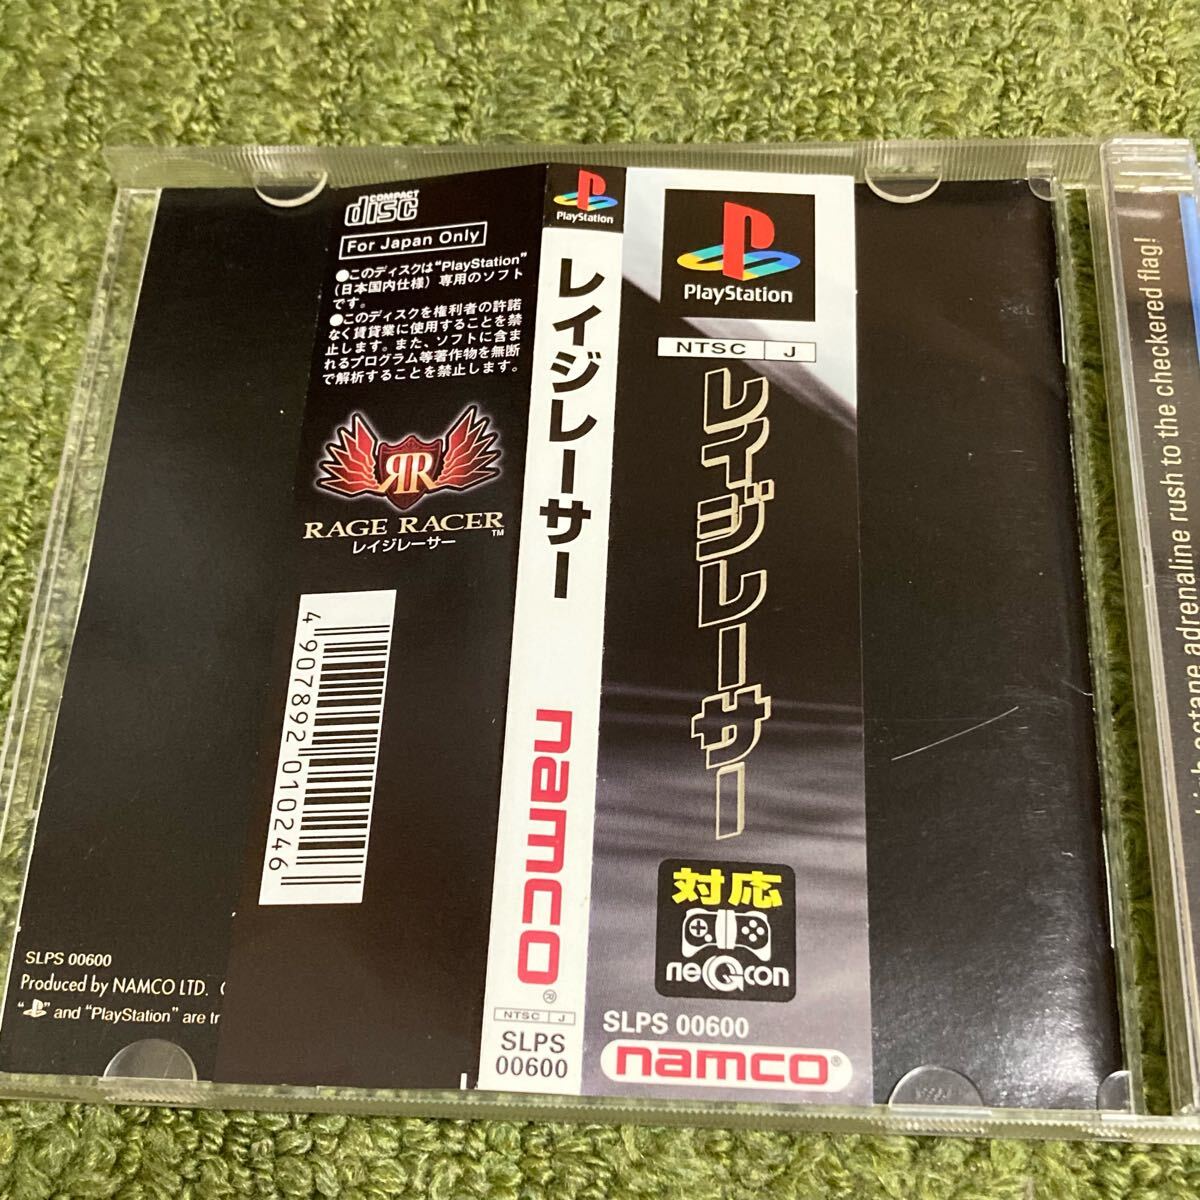 COMPACT
disc
For Japan Only
●このディスクは"PlayStation"
(日本国内仕様)専用のソフト
です。
●このディスクを権利者の許諾
なく賃貸業に使用することを禁
止します。また、ソフトに含ま
れるプログラム等著作物を無断
で解析することを禁止します。
RR
RAGE RACER™
レイジレーサー
4907892010246
SLPS 00600
Produced by NAMCO LTD.
" " and "PlayStation" are tr
PlayStation
レイジレーサー
namco®
NTSC J
SLPS
00600
PlayStation
NTSC J
レイジレーサー
対応
neGcon
SLPS 00600
namco®
adrenaline rush to the checkered flag!